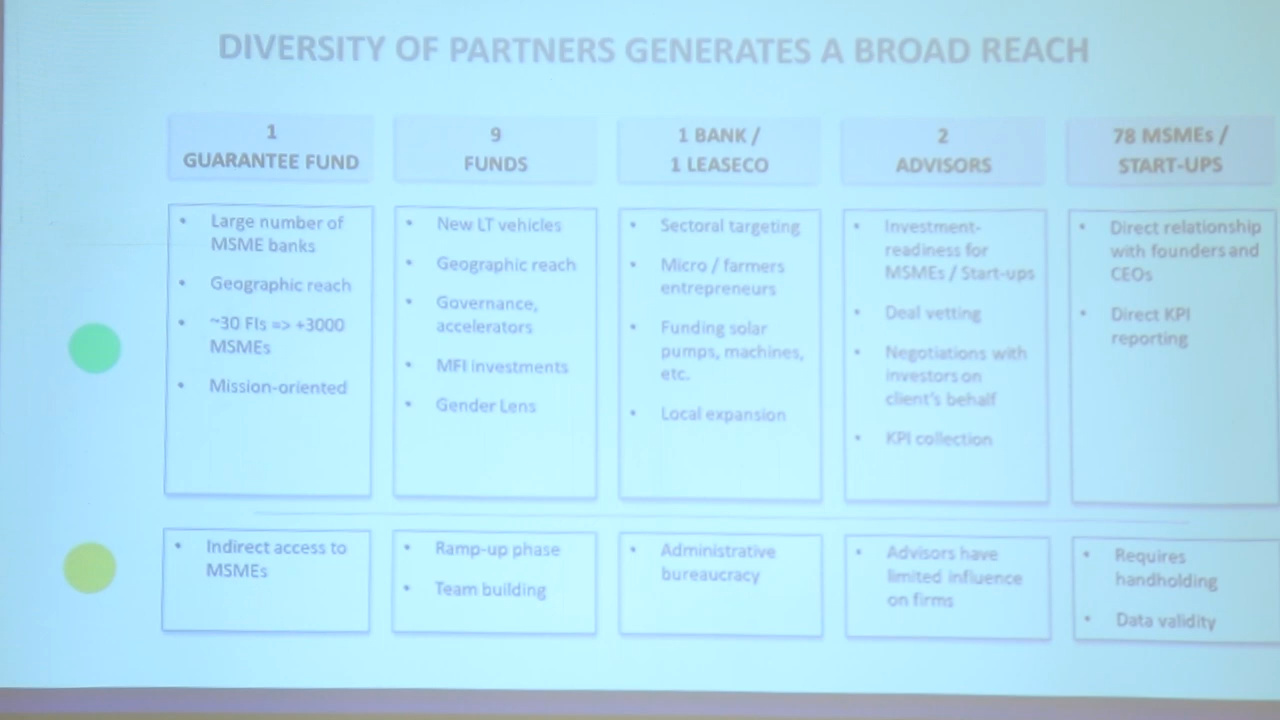 DIVERSITY OF PARTNERS GENERATES A BROAD REACH
1
GUARANTEE FUND
• Large number of
MSME banks
• Geographic reach
• ~30 FIs => +3000
MSMEs
• Mission-oriented
• Indirect access to
MSMEs
9
FUNDS
• New LT vehicles
• Geographic reach
• Governance,
accelerators
• MFI investments
• Gender Lens
• Ramp-up phase
• Team building
1 BANK /
1 LEASECO
• Sectoral targeting
• Micro / farmers
entrepreneurs
• Funding solar
pumps, machines,
etc.
• Local expansion
• Administrative
bureaucracy
2
ADVISORS
• Investment-
readiness for
MSMEs / Start-ups
• Deal vetting
• Negotiations with
investors on
client's behalf
• KPI collection
• Advisors have
limited influence
on firms
78 MSMEs /
START-UPS
• Direct relationship
with founders and
CEOs
• Direct KPI
reporting
• Requires
handholding
• Data validity